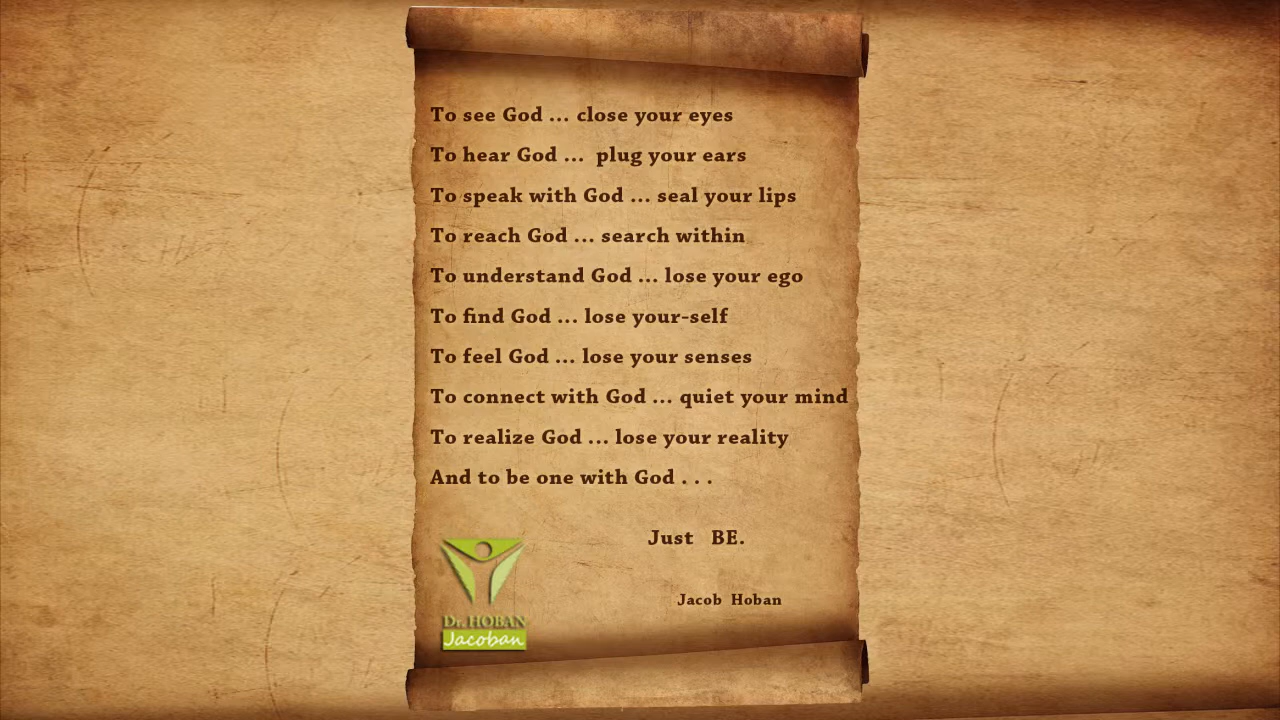 To see God ... close your eyes
To hear God ...  plug your ears
To speak with God ... seal your lips
To reach God ... search within
To understand God ... lose your ego
To find God ... lose your-self
To feel God ... lose your senses
To connect with God ... quiet your mind
To realize God ... lose your reality
And to be one with God . . .
Just   BE.
Jacob  Hoban
Dr. HOBAN
Jacoban